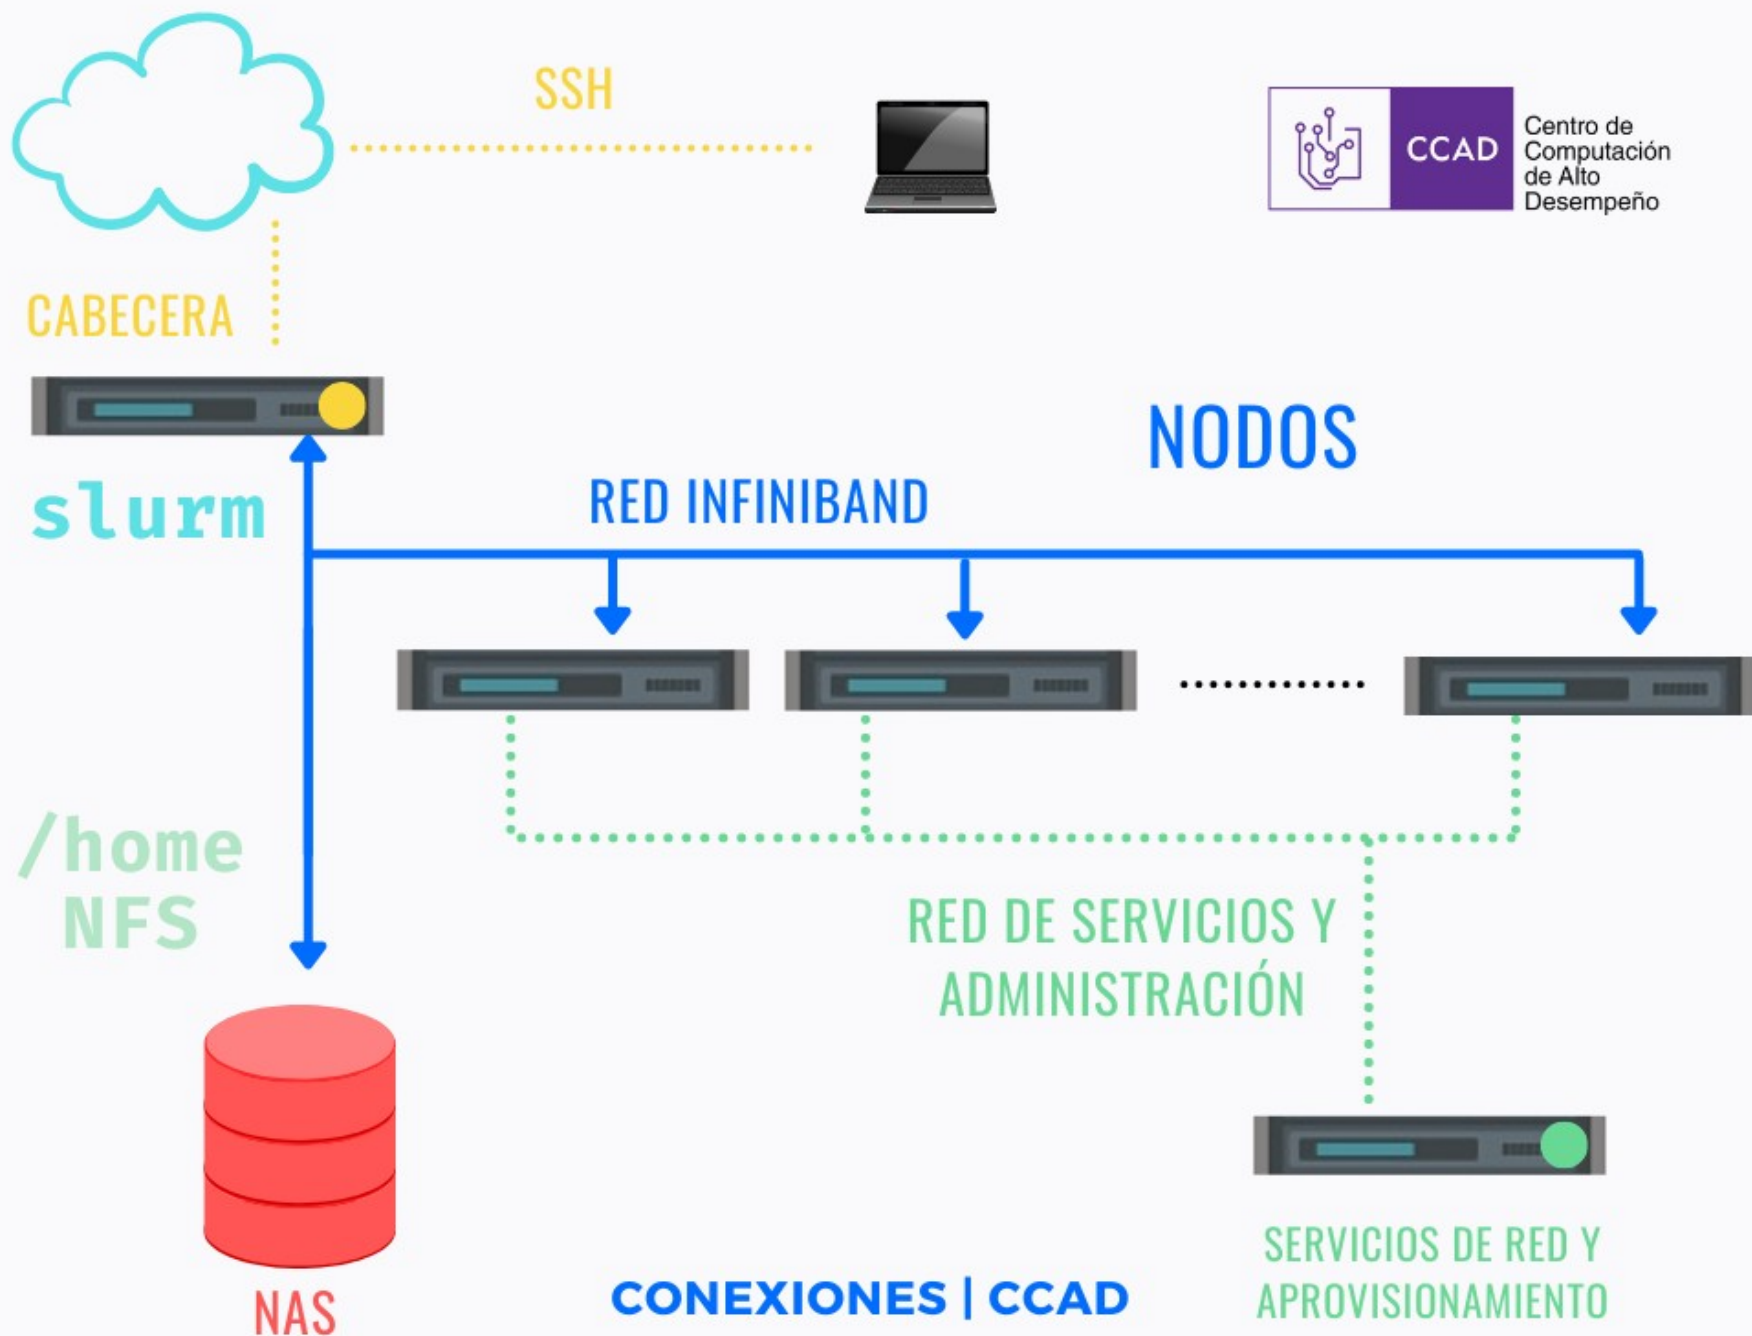 SSH
CCAD
Centro de
Computación
de Alto
Desempeño
CABECERA
slurm
NODOS
RED INFINIBAND
/home
NFS
RED DE SERVICIOS Y
ADMINISTRACIÓN
NAS
CONEXIONES | CCAD
SERVICIOS DE RED Y
APROVISIONAMIENTO